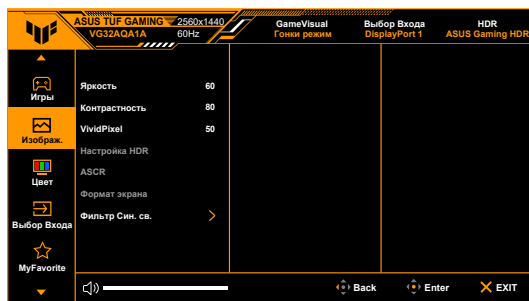 ASUS TUF GAMING
VG32AQA1A
2560x1440
60Hz
GameVisual
Гонки режим
Выбор Входа
DisplayPort 1
HDR
ASUS Gaming HDR
Игры
Изображ.
Цвет
Выбор Входа
MyFavorite
Яркость 60
Контрастность 80
VividPixel 50
Настройка HDR
ASCR
Формат экрана
Фильтр Син. св.
Back
Enter
EXIT